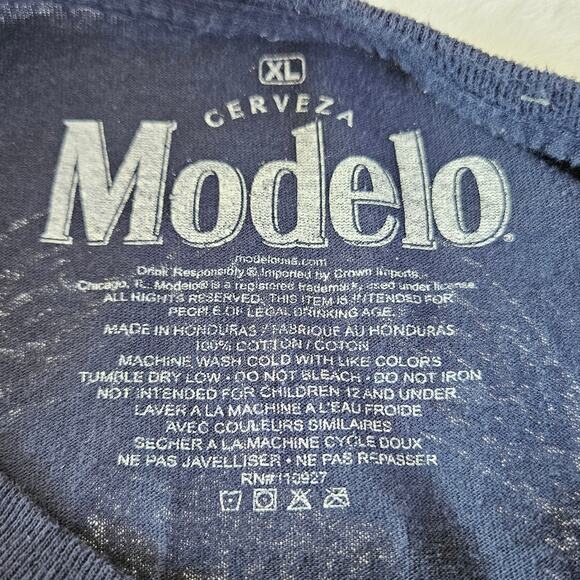 XL
CERVEZA
Modelo®
modelousa.com
Drink Responsibly ® Imported by Crown Imports
Chicago, IL. Modelo® is a registered trademark, used under license.
ALL RIGHTS RESERVED. THIS ITEM IS INTENDED FOR
PEOPLE OF LEGAL DRINKING AGE.
MADE IN HONDURAS / FABRIQUE AU HONDURAS
100% COTTON / COTON
MACHINE WASH COLD WITH LIKE COLORS
TUMBLE DRY LOW • DO NOT BLEACH • DO NOT IRON
NOT INTENDED FOR CHILDREN 12 AND UNDER
LAVER A LA MACHINE A L'EAU FROIDE
AVEC COULEURS SIMILAIRES
SECHER A LA MACHINE CYCLE DOUX
NE PAS JAVELLISER • NE PAS REPASSER
RN#110927